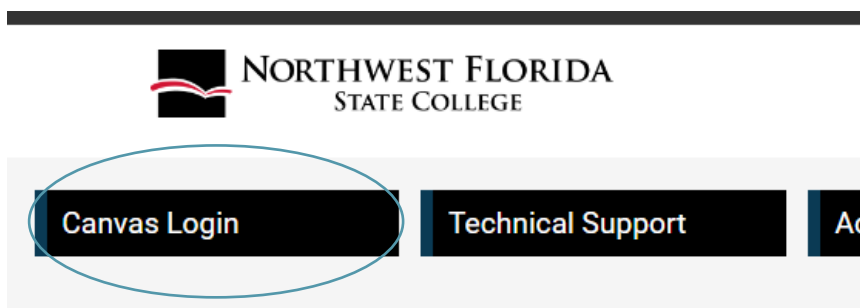 NORTHWEST FLORIDA
STATE COLLEGE
Canvas Login
Technical Support